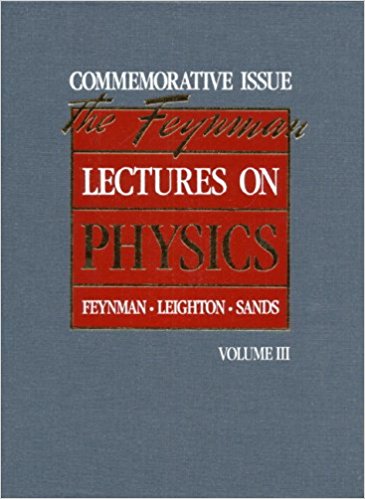 COMMEMORATIVE ISSUE
The Feynman
LECTURES ON
PHYSICS
FEYNMAN • LEIGHTON • SANDS
VOLUME III